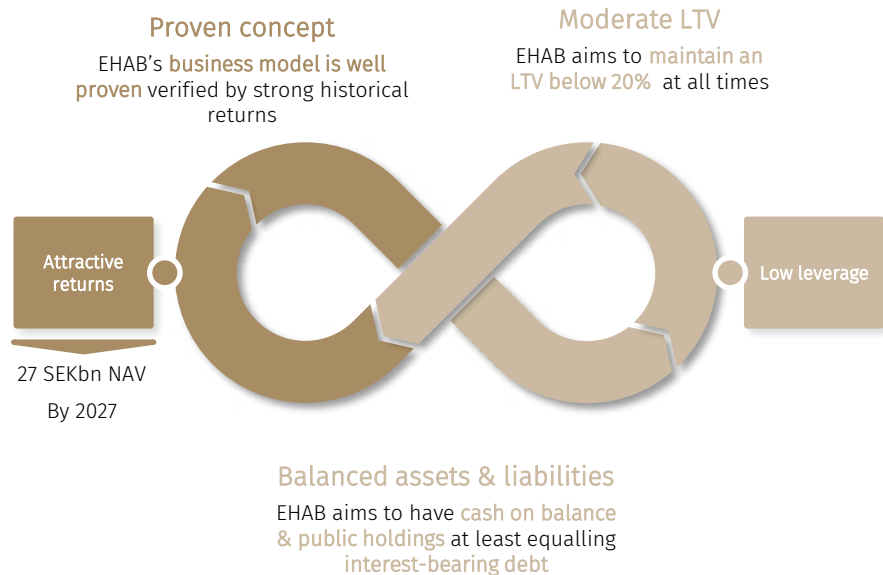 Proven concept
EHAB's business model is well
proven verified by strong historical
returns
Moderate LTV
EHAB aims to maintain an
LTV below 20% at all times
Attractive
returns
Low leverage
27 SEKbn NAV
By 2027
Balanced assets & liabilities
EHAB aims to have cash on balance
& public holdings at least equalling
interest-bearing debt